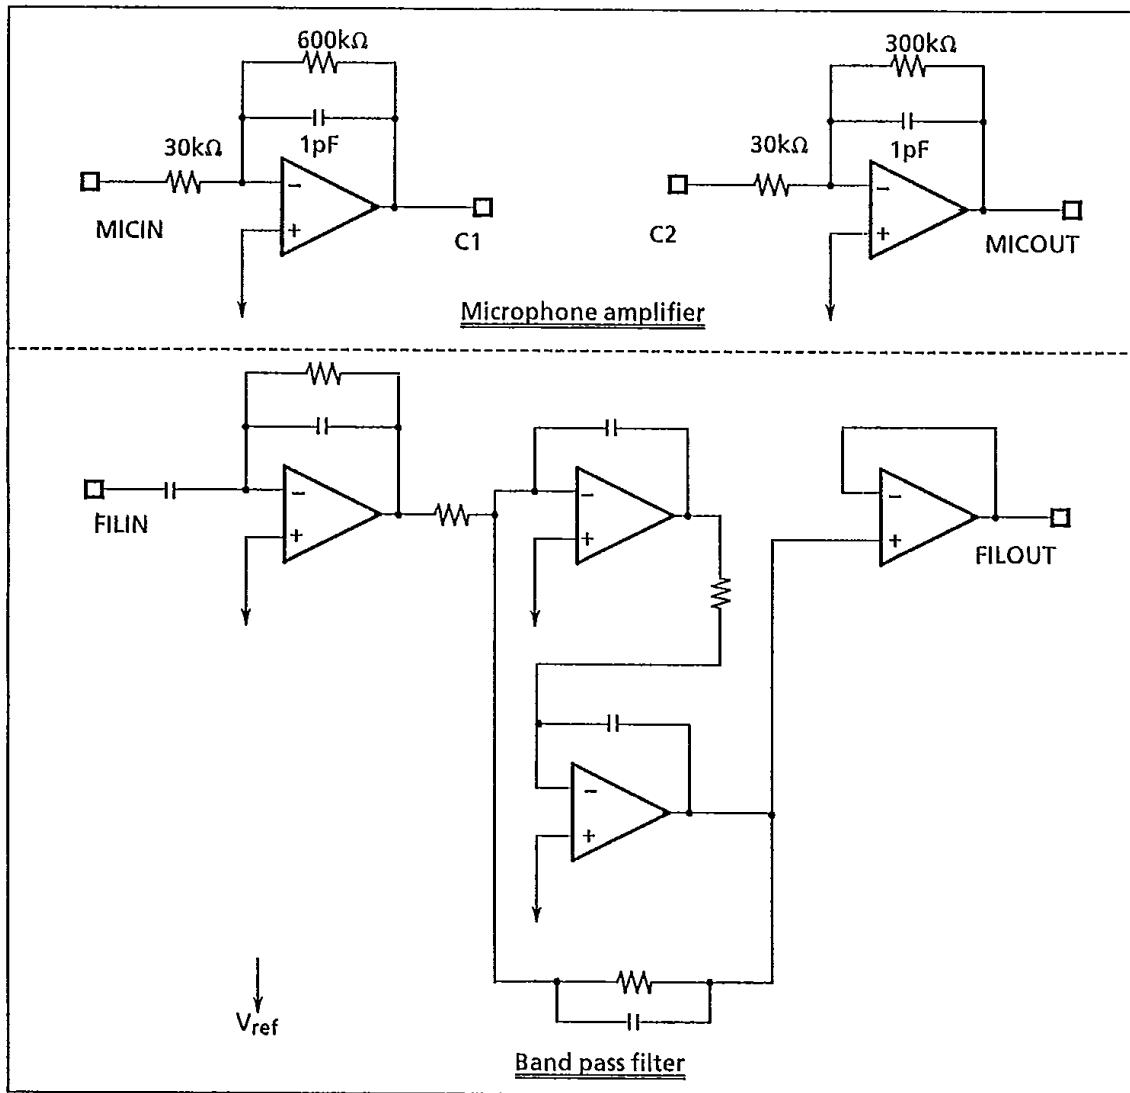 600kΩ
300kΩ
30kΩ
1pF
30kΩ
1pF
−
+
−
+
MICIN
C1
C2
MICOUT
Microphone amplifier
−
+
−
+
−
+
FILIN
FILOUT
−
+
Vref
Band pass filter